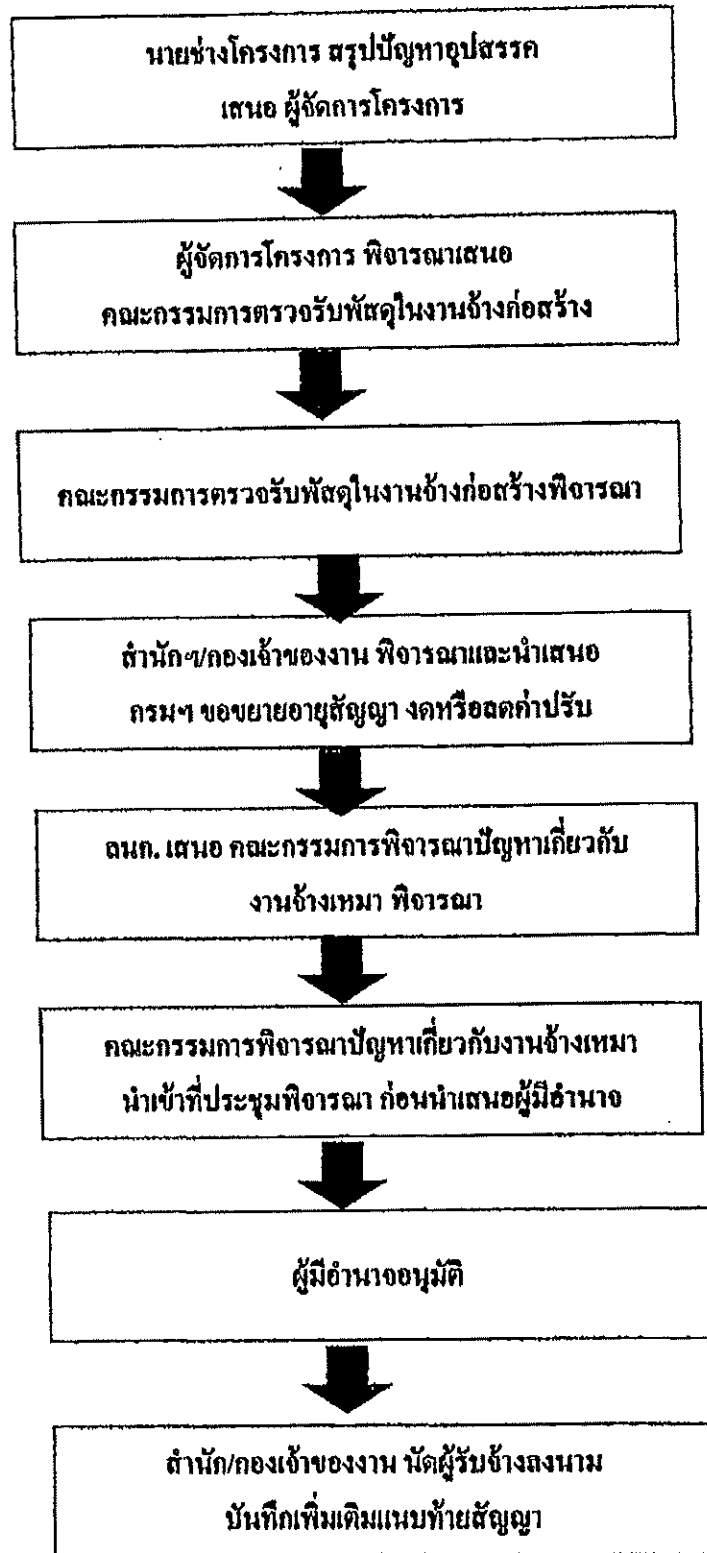 นายช่างโครงการ สรุปปัญหาอุปสรรค
เสนอ ผู้จัดการโครงการ
ผู้จัดการโครงการ พิจารณาเสนอ
คณะกรรมการตรวจรับพัสดุในงานจ้างก่อสร้าง
คณะกรรมการตรวจรับพัสดุในงานจ้างก่อสร้างพิจารณา
สำนักฯ/กองเจ้าของงาน พิจารณาและนำเสนอ
กรมฯ ขอขยายอายุสัญญา งดหรือลดค่าปรับ
ลนก. เสนอ คณะกรรมการพิจารณาปัญหาเกี่ยวกับ
งานจ้างเหมา พิจารณา
คณะกรรมการพิจารณาปัญหาเกี่ยวกับงานจ้างเหมา
นำเข้าที่ประชุมพิจารณา ก่อนนำเสนอผู้มีอำนาจ
ผู้มีอำนาจอนุมัติ
สำนัก/กองเจ้าของงาน นัดผู้รับจ้างลงนาม
บันทึกเพิ่มเติมแนบท้ายสัญญา